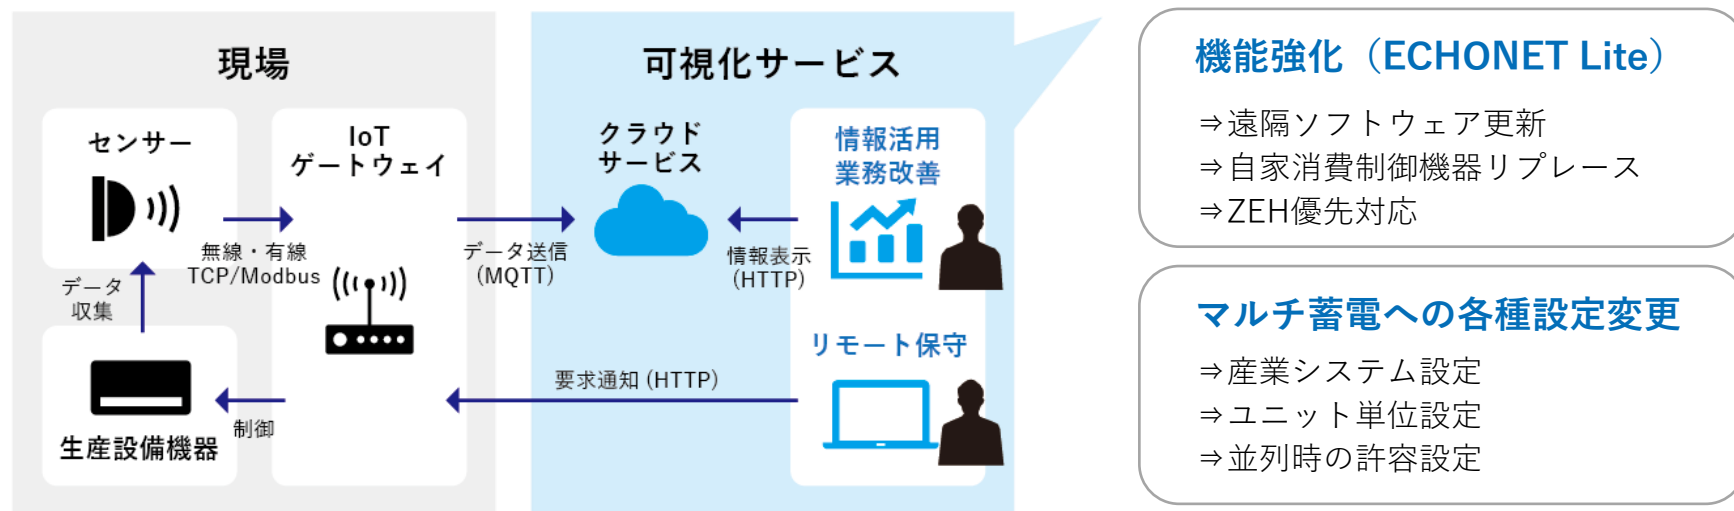 現場
センサー
IoT
ゲートウェイ
無線・有線
TCP/Modbus
データ
収集
生産設備機器
制御
可視化サービス
データ送信
(MQTT)
クラウド
サービス
情報表示
(HTTP)
情報活用
業務改善
要求通知 (HTTP)
リモート保守
機能強化（ECHONET Lite）
⇒遠隔ソフトウェア更新
⇒自家消費制御機器リプレース
⇒ZEH優先対応
マルチ蓄電への各種設定変更
⇒産業システム設定
⇒ユニット単位設定
⇒並列時の許容設定